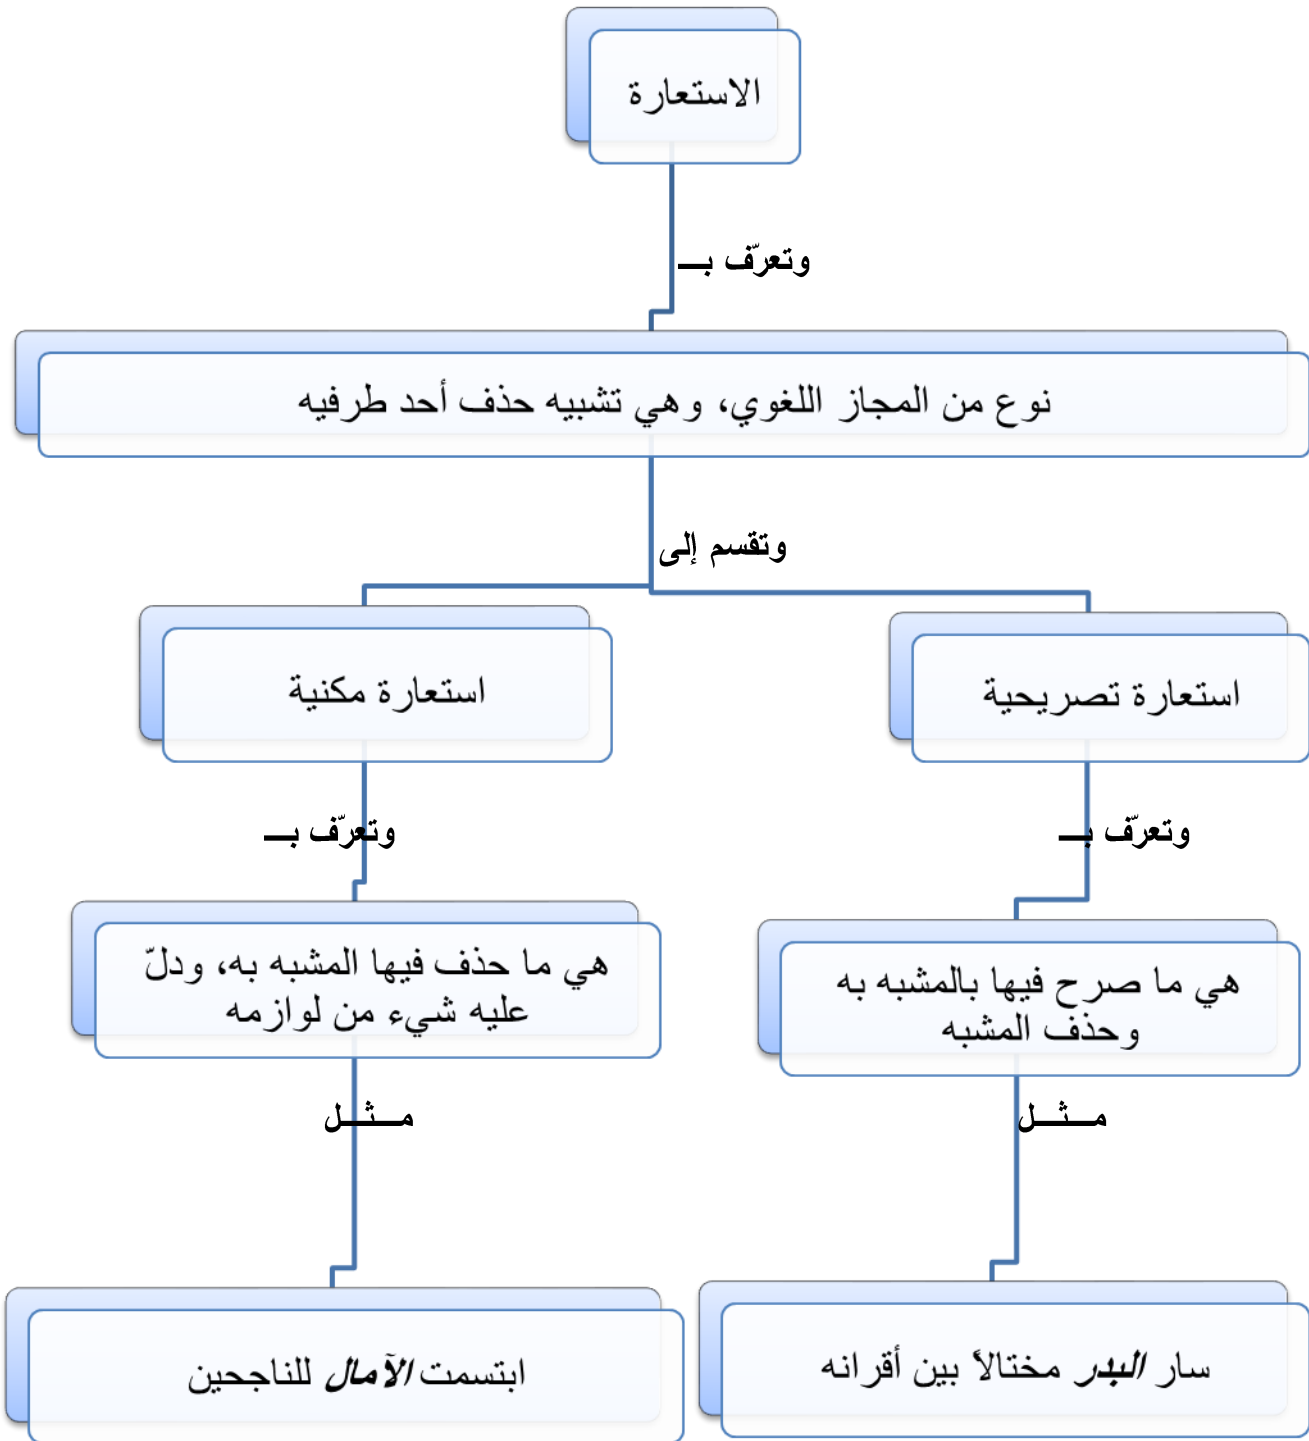 الاستعارة
وتعرّف بـــ
نوع من المجاز اللغوي، وهي تشبيه حذف أحد طرفيه
وتقسم إلى
استعارة تصريحية
وتعرّف بـــ
هي ما صرح فيها بالمشبه به
وحذف المشبه
مـــثـــل
سار البدر مختالاً بين أقرانه
استعارة مكنية
وتعرّف بـــ
هي ما حذف فيها المشبه به، ودلّ
عليه شيء من لوازمه
مـــثـــل
ابتسمت الآمال للناجحين